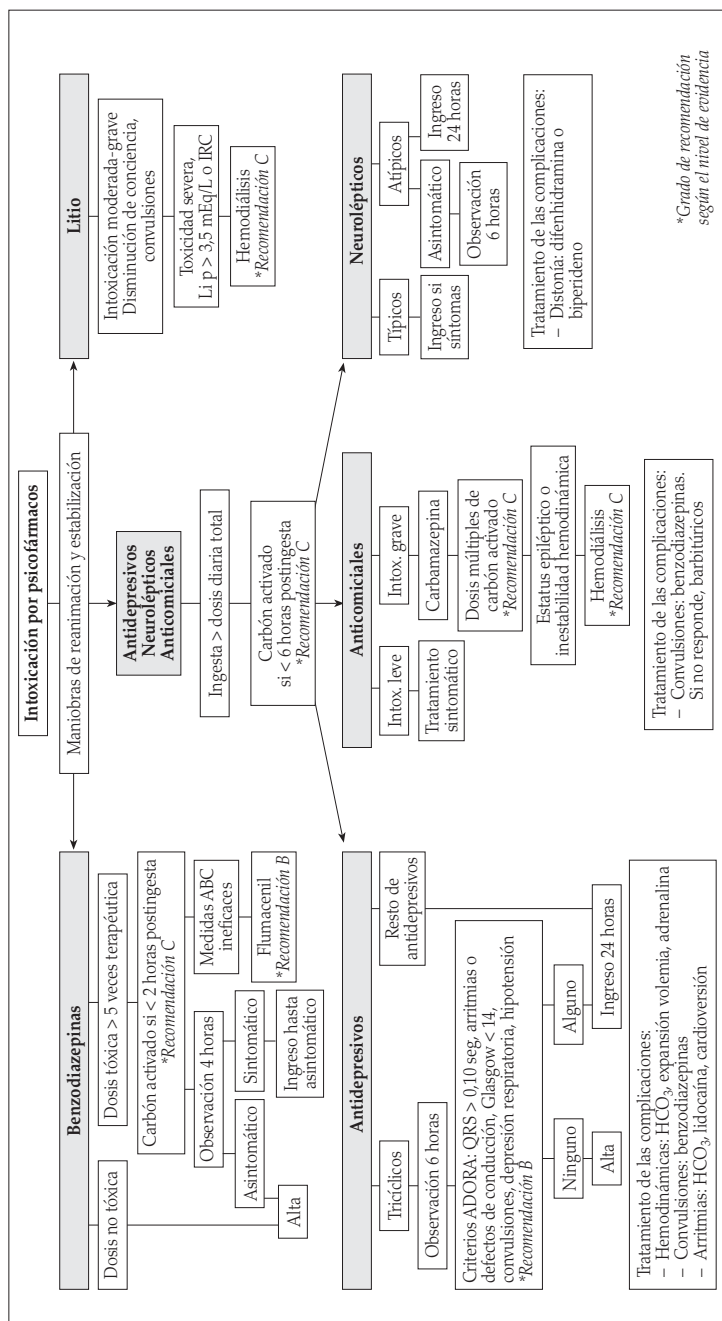 Intoxicación por psicofármacos
Maniobras de reanimación y estabilización
Benzodiazepinas
Dosis no tóxica
Dosis tóxica > 5 veces terapéutica
Carbón activado si < 2 horas postingesta
*Recomendación C
Observación 4 horas
Medidas ABC
ineficaces
Asintomático
Sintomático
Flumacenil
*Recomendación B
Alta
Ingreso hasta
asintomático
Antidepresivos
Neurolépticos
Anticomiciales
Ingesta > dosis diaria total
Carbón activado
si < 6 horas postingesta
*Recomendación C
Litio
Intoxicación moderada-grave
Disminución de conciencia,
convulsiones
Toxicidad severa,
Li p > 3,5 mEq/L o IRC
Hemodiálisis
*Recomendación C
Antidepresivos
Tricíclicos
Resto de
antidepresivos
Observación 6 horas
Criterios ADORA: QRS > 0,10 seg, arritmias o
defectos de conducción, Glasgow < 14,
convulsiones, depresión respiratoria, hipotensión
*Recomendación B
Ninguno
Alguno
Alta
Ingreso 24 horas
Tratamiento de las complicaciones:
– Hemodinámicas: HCO3, expansión volemia, adrenalina
– Convulsiones: benzodiazepinas
– Arritmias: HCO3, lidocaína, cardioversión
Anticomiciales
Intox. leve
Intox. grave
Tratamiento
sintomático
Carbamazepina
Dosis múltiples de
carbón activado
*Recomendación C
Estatus epiléptico o
inestabilidad hemodinámica
Hemodiálisis
*Recomendación C
Tratamiento de las complicaciones:
– Convulsiones: benzodiazepinas.
Si no responde, barbitúricos
Neurolépticos
Típicos
Atípicos
Ingreso si
síntomas
Asintomático
Ingreso
24 horas
Observación
6 horas
Tratamiento de las complicaciones:
– Distonía: difenhidramina o
biperideno
*Grado de recomendación
según el nivel de evidencia